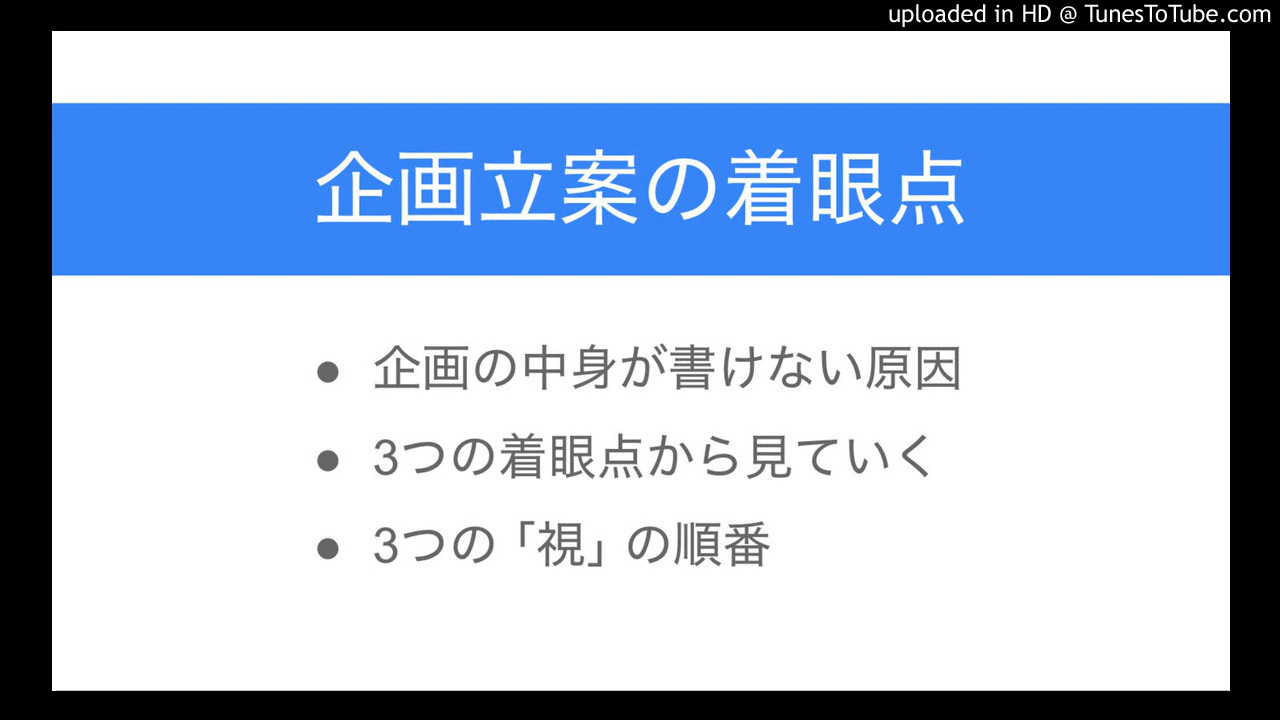 uploaded in HD @ TunesToTube.com
企画立案の着眼点
● 企画の中身が書けない原因
● 3つの着眼点から見ていく
● 3つの「視」の順番